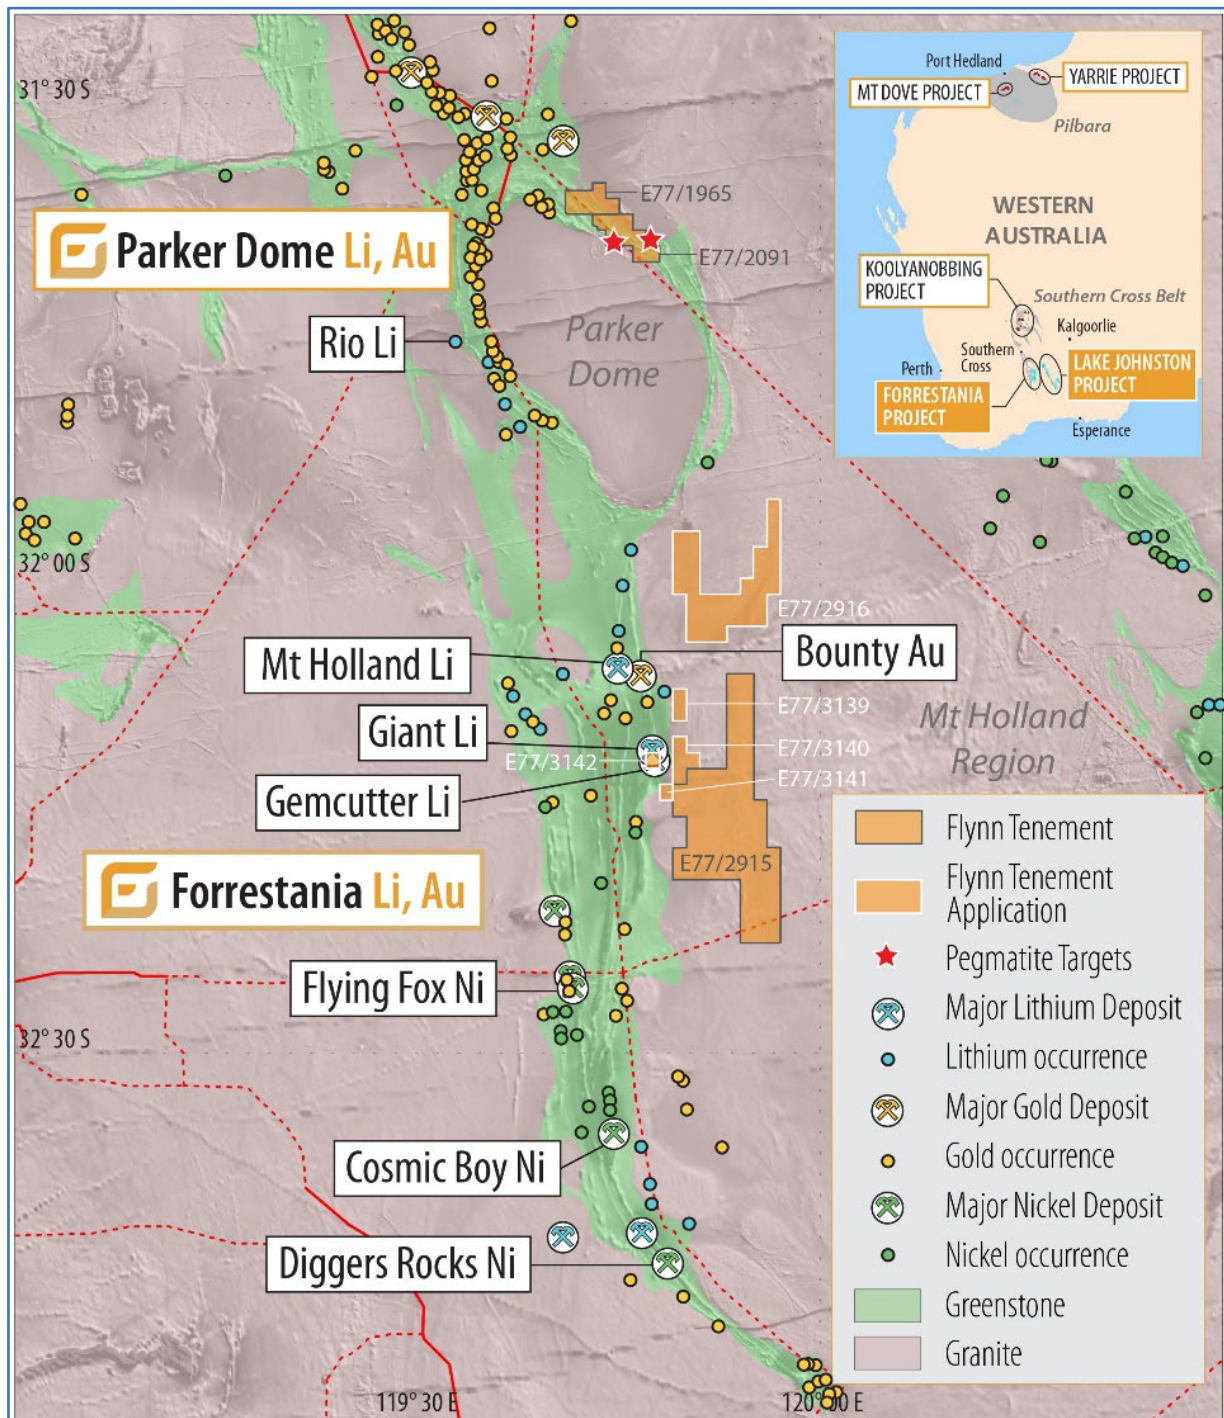 31° 30 S
Port Hedland
YARRIE PROJECT
MT DOVE PROJECT
Pilbara
WESTERN
AUSTRALIA
KOOLYANOBBING
PROJECT
Southern Cross Belt
Kalgoorlie
Southern
Cross
Perth
LAKE JOHNSTON
PROJECT
FORRESTANIA
PROJECT
Esperance
E77/1965
E77/2091
Parker Dome Li, Au
Rio Li
Parker
Dome
32° 00 S
E77/2916
Mt Holland Li
Bounty Au
E77/3139
Giant Li
E77/3140
E77/3142
E77/3141
Mt Holland
Region
Gemcutter Li
E77/2915
Forrestania Li, Au
Flying Fox Ni
32° 30 S
Cosmic Boy Ni
Diggers Rocks Ni
Flynn Tenement
Flynn Tenement
Application
Pegmatite Targets
Major Lithium Deposit
Lithium occurrence
Major Gold Deposit
Gold occurrence
Major Nickel Deposit
Nickel occurrence
Greenstone
Granite
119° 30 E